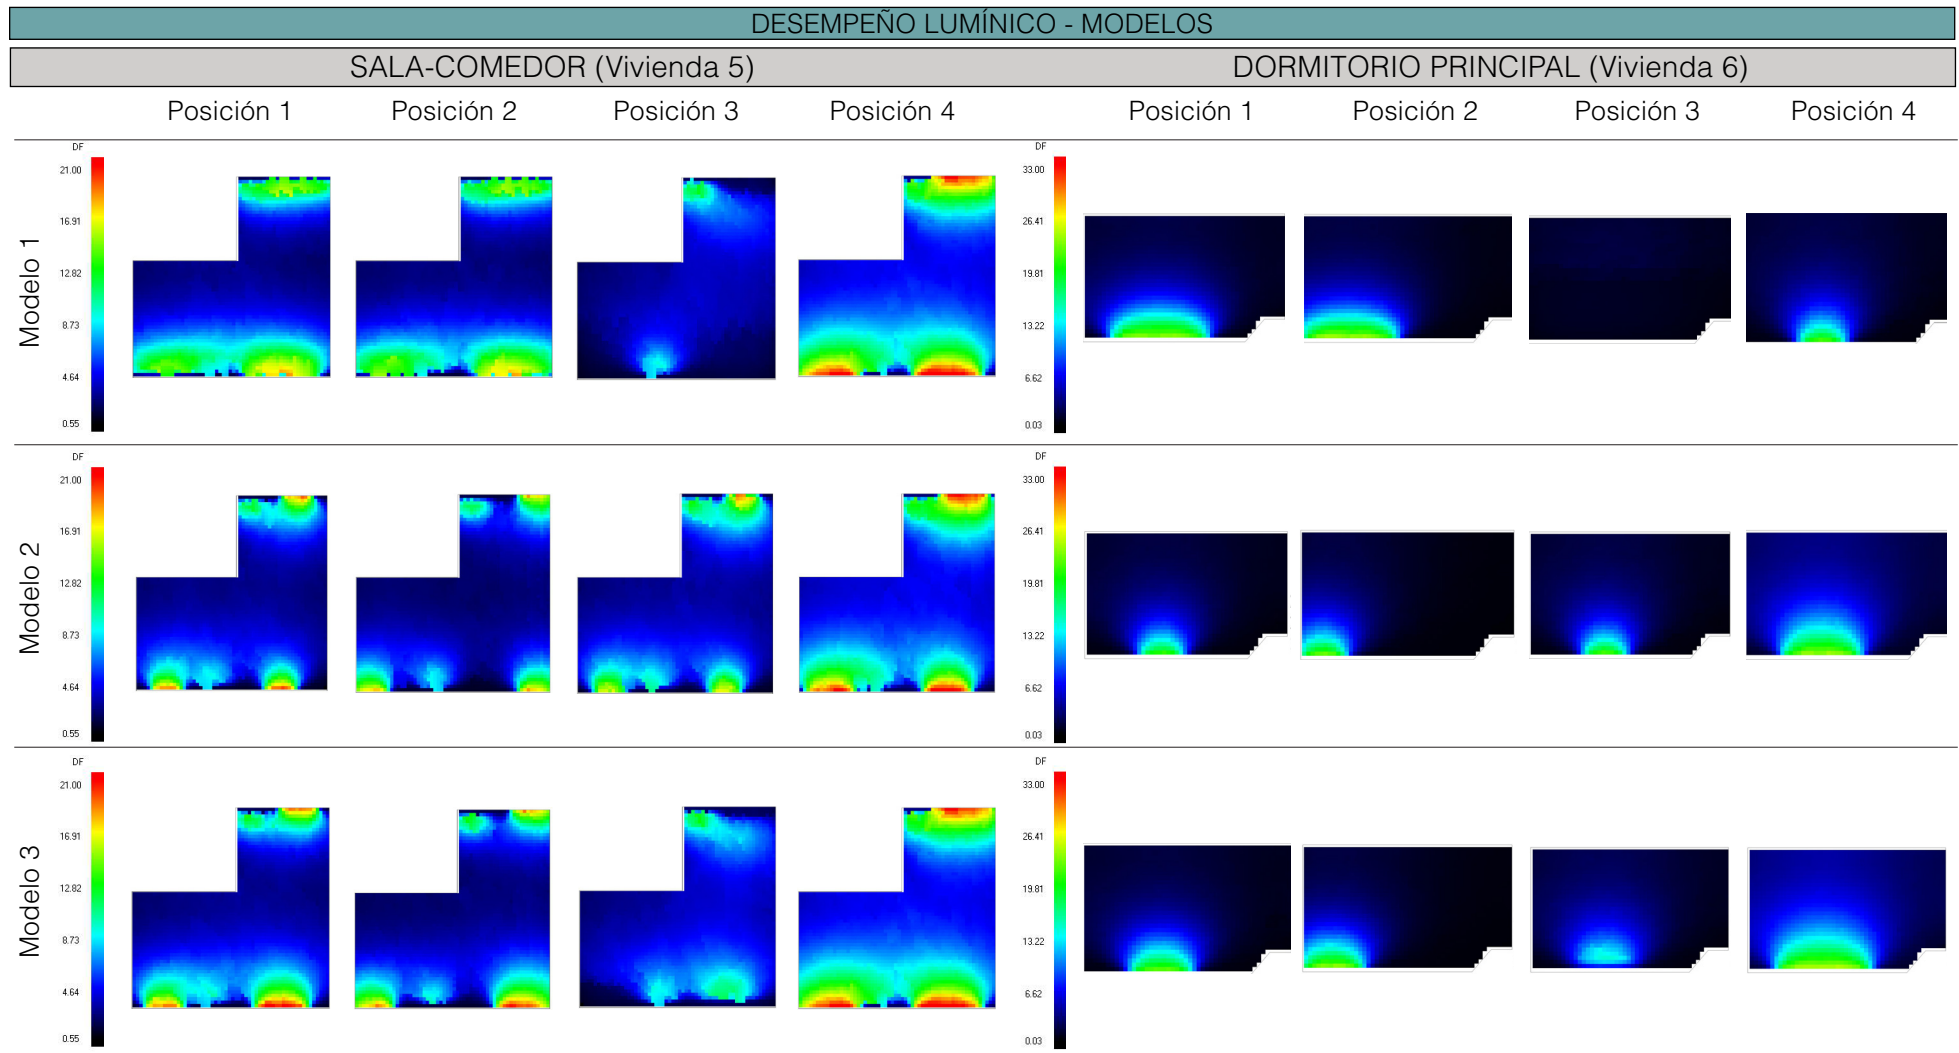 DESEMPEÑO LUMÍNICO - MODELOS
SALA-COMEDOR (Vivienda 5)
DORMITORIO PRINCIPAL (Vivienda 6)
Posición 1
Posición 2
Posición 3
Posición 4
Posición 1
Posición 2
Posición 3
Posición 4
Modelo 1
DF
21.00
16.91
12.82
8.73
4.64
0.55
DF
33.00
26.41
19.81
13.22
6.62
0.03
Modelo 2
DF
21.00
16.91
12.82
8.73
4.64
0.55
DF
33.00
26.41
19.81
13.22
6.62
0.03
Modelo 3
DF
21.00
16.91
12.82
8.73
4.64
0.55
DF
33.00
26.41
19.81
13.22
6.62
0.03